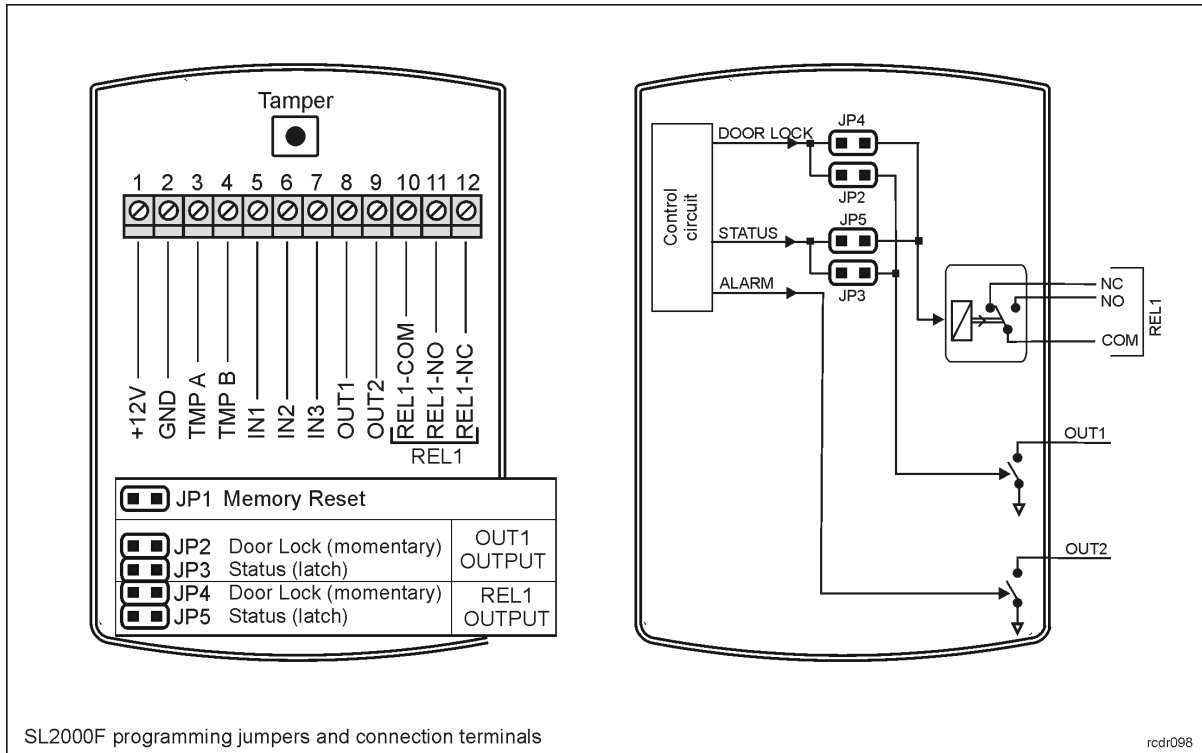 Tamper
1 2 3 4 5 6 7 8 9 10 11 12
+12V
GND
TMP A
TMP B
IN1
IN2
IN3
OUT1
OUT2
REL1-COM
REL1-NO
REL1-NC
REL1
JP1 Memory Reset
JP2 Door Lock (momentary)
JP3 Status (latch)
OUT1
OUTPUT
JP4 Door Lock (momentary)
JP5 Status (latch)
REL1
OUTPUT
Control
circuit
DOOR LOCK
JP4
JP2
STATUS
JP5
JP3
ALARM
NC
NO
COM
REL1
OUT1
OUT2
SL2000F programming jumpers and connection terminals
rcdr098